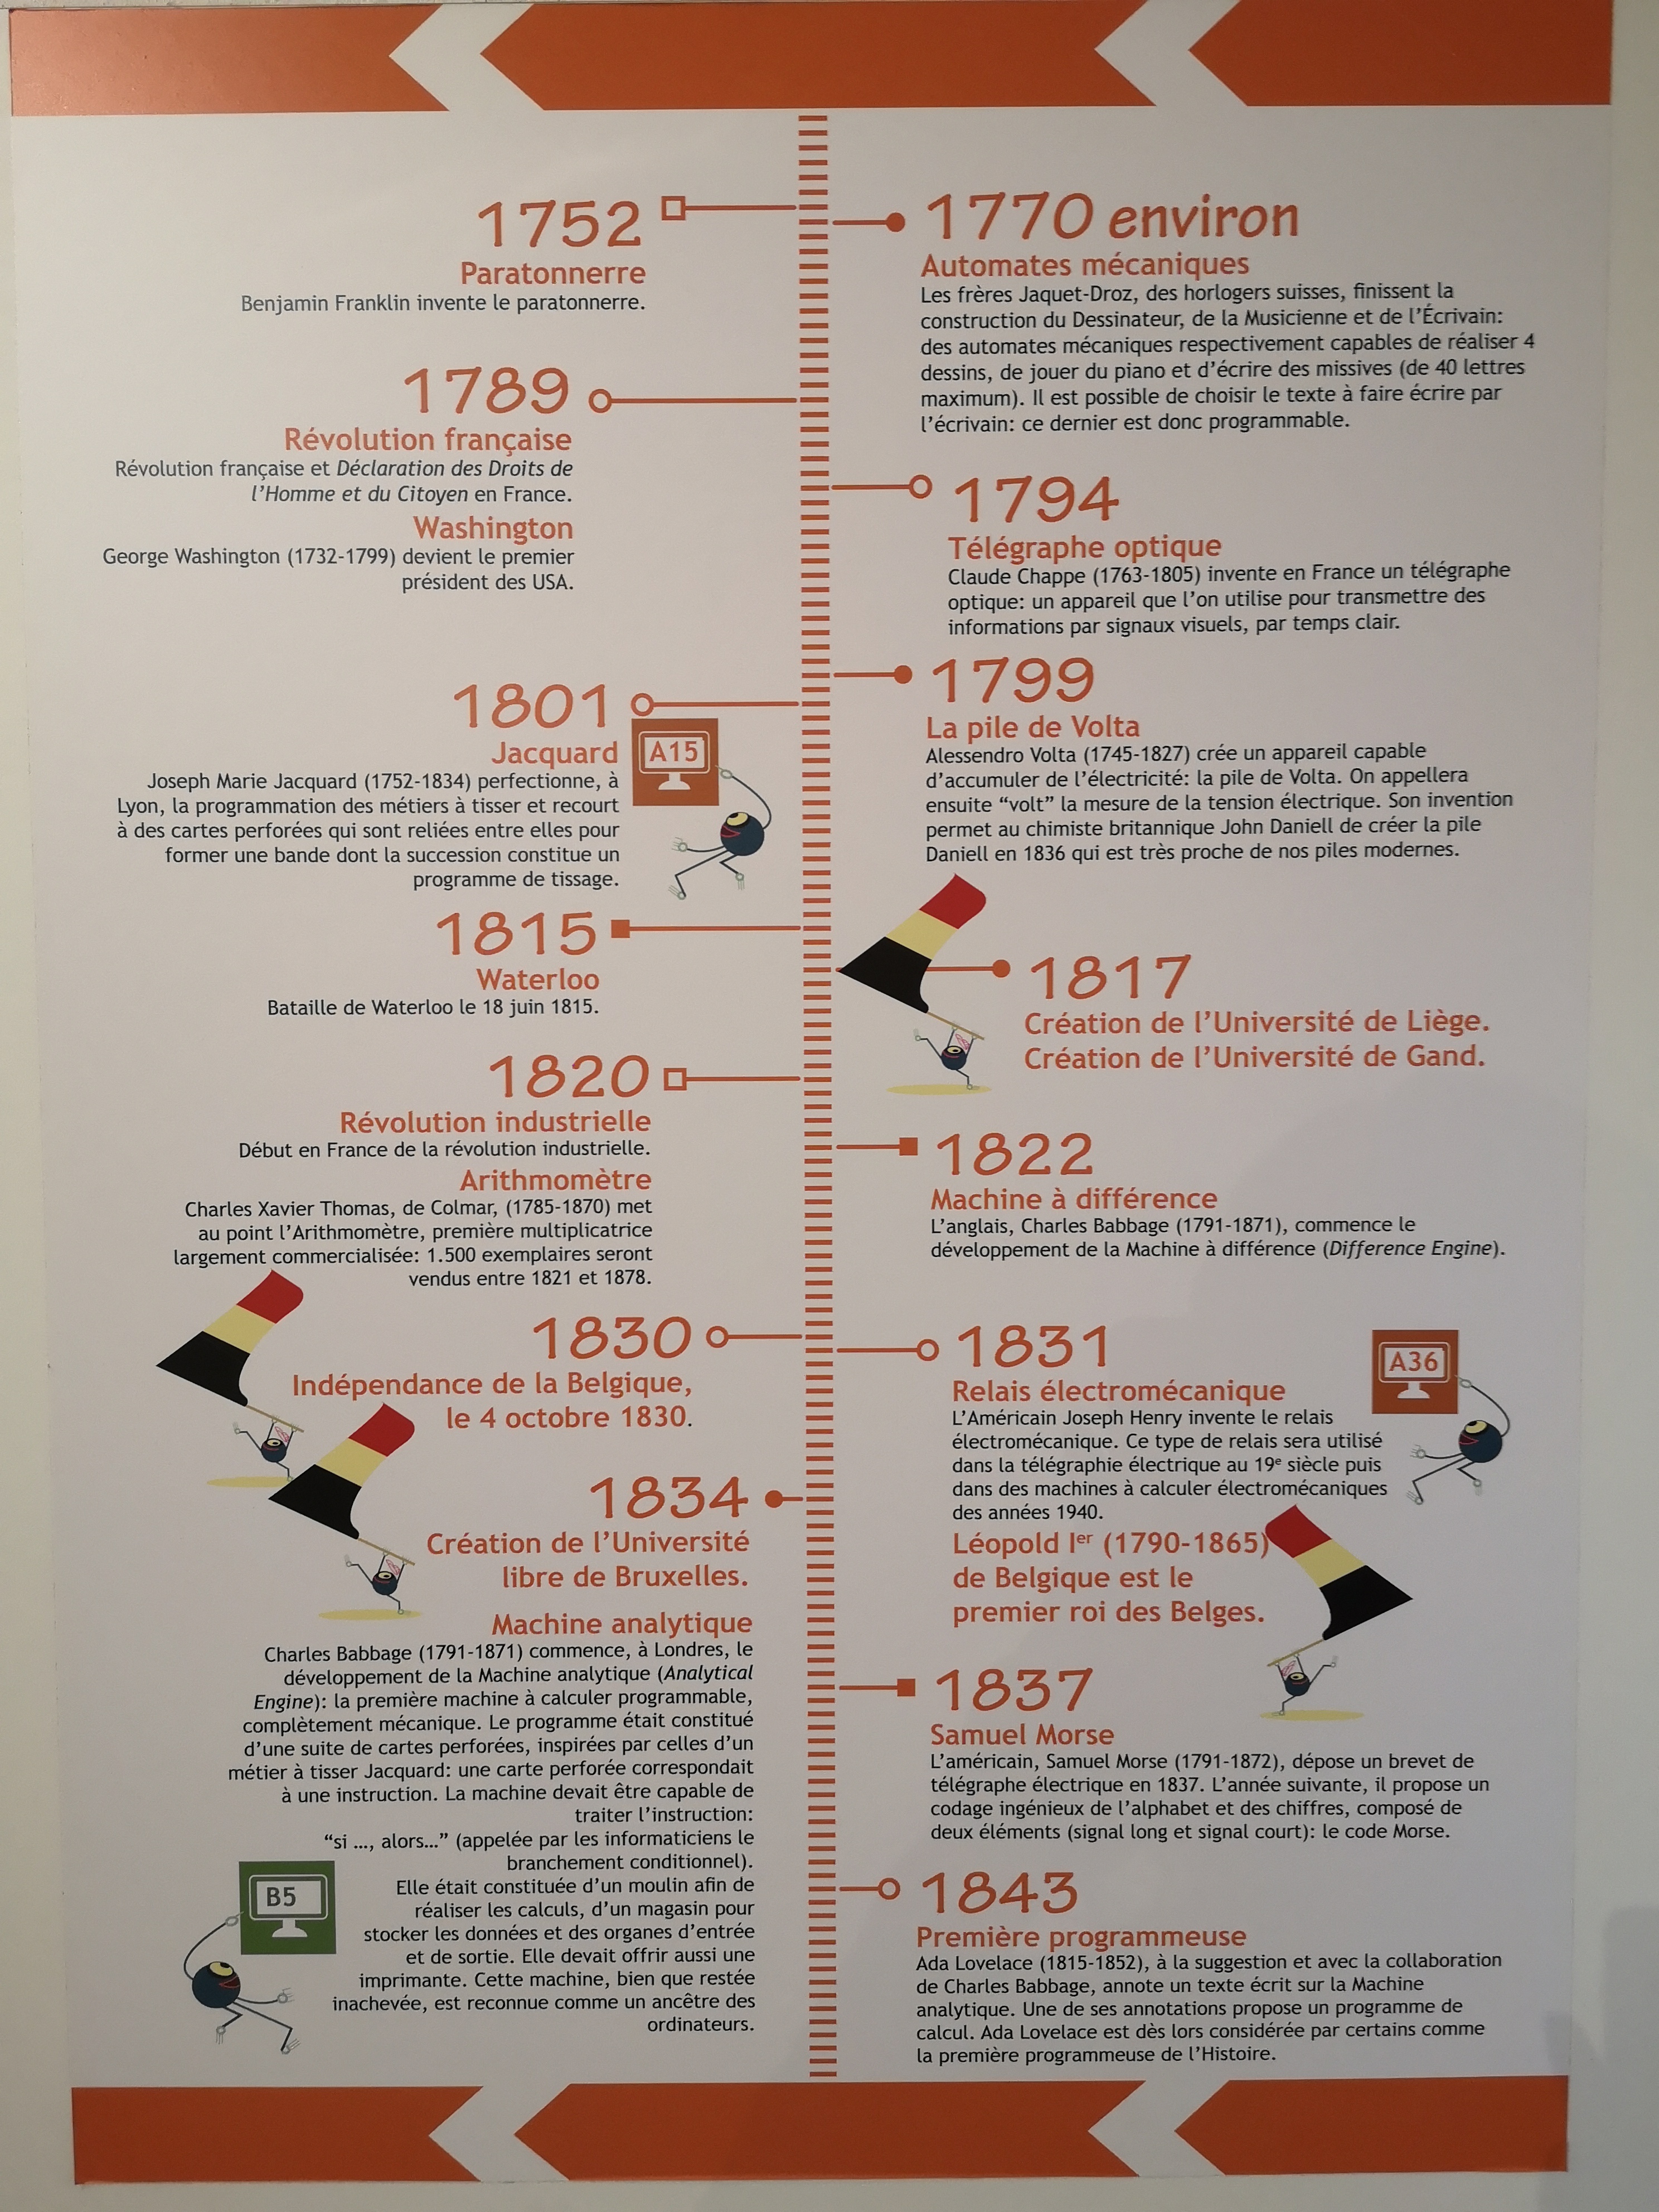 1752
Paratonnerre
Benjamin Franklin invente le paratonnerre.
1770 environ
Automates mécaniques
Les frères Jaquet-Droz, des horlogers suisses, finissent la
construction du Dessinateur, de la Musicienne et de l'Écrivain:
des automates mécaniques respectivement capables de réaliser 4
dessins, de jouer du piano et d'écrire des missives (de 40 lettres
maximum). Il est possible de choisir le texte à faire écrire par
l'écrivain: ce dernier est donc programmable.
1789
Révolution française
Révolution française et Déclaration des Droits de
l'Homme et du Citoyen en France.
Washington
George Washington (1732-1799) devient le premier
président des USA.
1794
Télégraphe optique
Claude Chappe (1763-1805) invente en France un télégraphe
optique: un appareil que l'on utilise pour transmettre des
informations par signaux visuels, par temps clair.
1799
La pile de Volta
Alessendro Volta (1745-1827) crée un appareil capable
d'accumuler de l'électricité: la pile de Volta. On appellera
ensuite “volt” la mesure de la tension électrique. Son invention
permet au chimiste britannique John Daniell de créer la pile
Daniell en 1836 qui est très proche de nos piles modernes.
1801
Jacquard
A15
Joseph Marie Jacquard (1752-1834) perfectionne, à
Lyon, la programmation des métiers à tisser et recourt
à des cartes perforées qui sont reliées entre elles pour
former une bande dont la succession constitue un
programme de tissage.
1815
Waterloo
Bataille de Waterloo le 18 juin 1815.
1817
Création de l'Université de Liège.
Création de l'Université de Gand.
1820
Révolution industrielle
Début en France de la révolution industrielle.
Arithmomètre
Charles Xavier Thomas, de Colmar, (1785-1870) met
au point l'Arithmomètre, première multiplicatrice
largement commercialisée: 1.500 exemplaires seront
vendus entre 1821 et 1878.
1822
Machine à différence
L'anglais, Charles Babbage (1791-1871), commence le
développement de la Machine à différence (Difference Engine).
1830
Indépendance de la Belgique,
le 4 octobre 1830.
1831
Relais électromécanique
A36
L'Américain Joseph Henry invente le relais
électromécanique. Ce type de relais sera utilisé
dans la télégraphie électrique au 19e siècle puis
dans des machines à calculer électromécaniques
des années 1940.
Léopold Ier (1790-1865)
de Belgique est le
premier roi des Belges.
1834
Création de l'Université
libre de Bruxelles.
Machine analytique
Charles Babbage (1791-1871) commence, à Londres, le
développement de la Machine analytique (Analytical
Engine): la première machine à calculer programmable,
complètement mécanique. Le programme était constitué
d'une suite de cartes perforées, inspirées par celles d'un
métier à tisser Jacquard: une carte perforée correspondait
à une instruction. La machine devait être capable de
traiter l'instruction:
“si ..., alors...” (appelée par les informaticiens le
branchement conditionnel).
B5
Elle était constituée d'un moulin afin de
réaliser les calculs, d'un magasin pour
stocker les données et des organes d'entrée
et de sortie. Elle devait offrir aussi une
imprimante. Cette machine, bien que restée
inachevée, est reconnue comme un ancêtre des
ordinateurs.
1837
Samuel Morse
L'américain, Samuel Morse (1791-1872), dépose un brevet de
télégraphe électrique en 1837. L'année suivante, il propose un
codage ingénieux de l'alphabet et des chiffres, composé de
deux éléments (signal long et signal court): le code Morse.
1843
Première programmeuse
Ada Lovelace (1815-1852), à la suggestion et avec la collaboration
de Charles Babbage, annote un texte écrit sur la Machine
analytique. Une de ses annotations propose un programme de
calcul. Ada Lovelace est dès lors considérée par certains comme
la première programmeuse de l'Histoire.